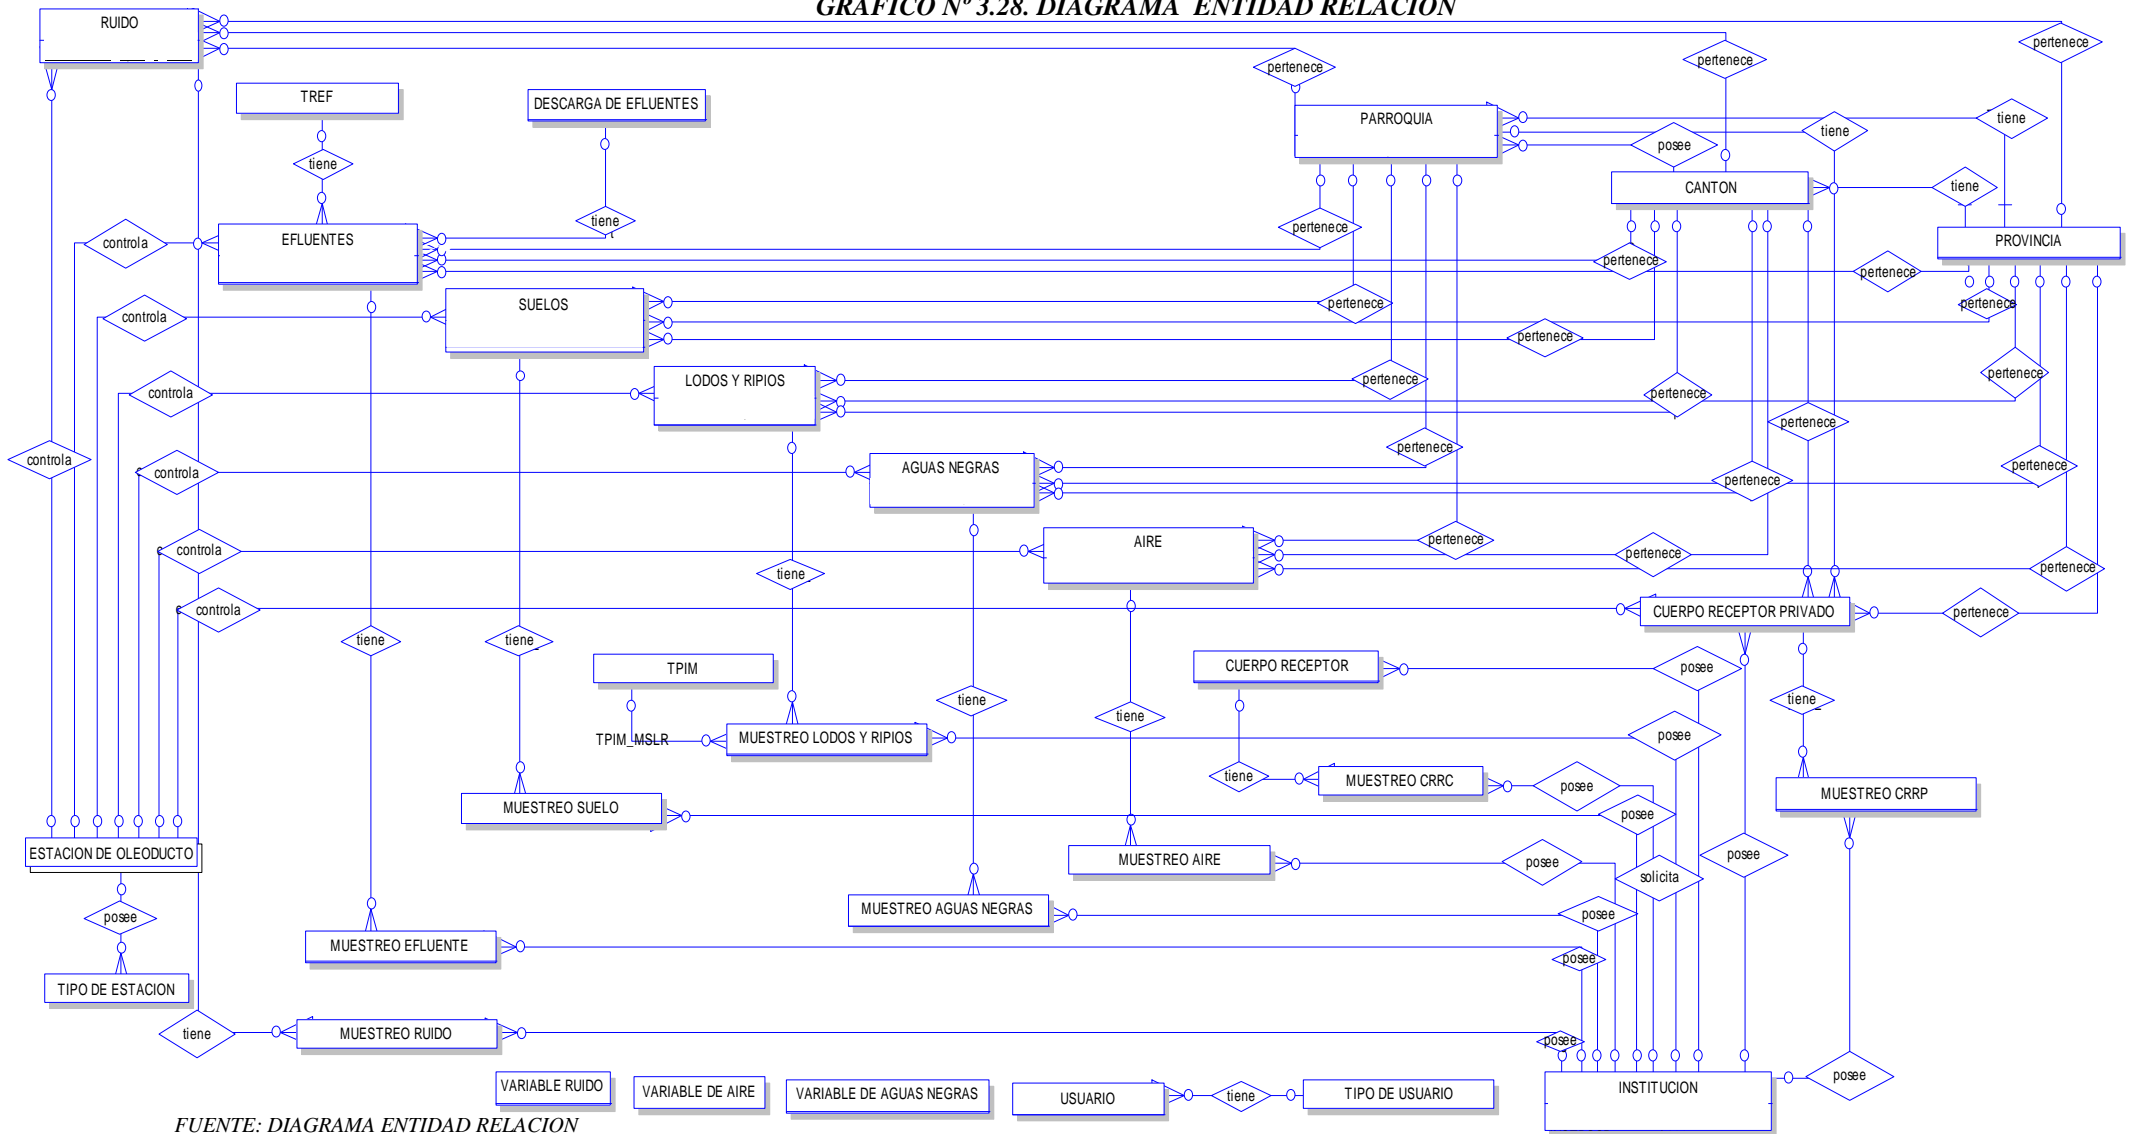 GRAFICO Nº 3.28. DIAGRAMA ENTIDAD RELACION
RUIDO
pertenece
pertenece
pertenece
TREF
DESCARGA DE EFLUENTES
PARROQUIA
tiene
tiene
posee
tiene
CANTON
tiene
tiene
pertenece
controla
EFLUENTES
PROVINCIA
pertenece
pertenece
controla
SUELOS
pertenece
pertenece
pertenece
controla
LODOS Y RIPIOS
pertenece
pertenece
pertenece
pertenece
controla
controla
AGUAS NEGRAS
pertenece
pertenece
pertenece
controla
AIRE
pertenece
pertenece
pertenece
tiene
controla
CUERPO RECEPTOR PRIVADO
pertenece
tiene
tiene
TPIM
CUERPO RECEPTOR
posee
tiene
tiene
tiene
TPIM_MSLR
MUESTREO LODOS Y RIPIOS
posee
tiene
MUESTREO CRRC
posee
MUESTREO CRRP
MUESTREO SUELO
posee
ESTACION DE OLEODUCTO
MUESTREO AIRE
posee
posee
solicita
posee
MUESTREO AGUAS NEGRAS
posee
MUESTREO EFLUENTE
posee
TIPO DE ESTACION
tiene
MUESTREO RUIDO
posee
posee
VARIABLE RUIDO
VARIABLE DE AIRE
VARIABLE DE AGUAS NEGRAS
USUARIO
tiene
TIPO DE USUARIO
INSTITUCION
FUENTE: DIAGRAMA ENTIDAD RELACION